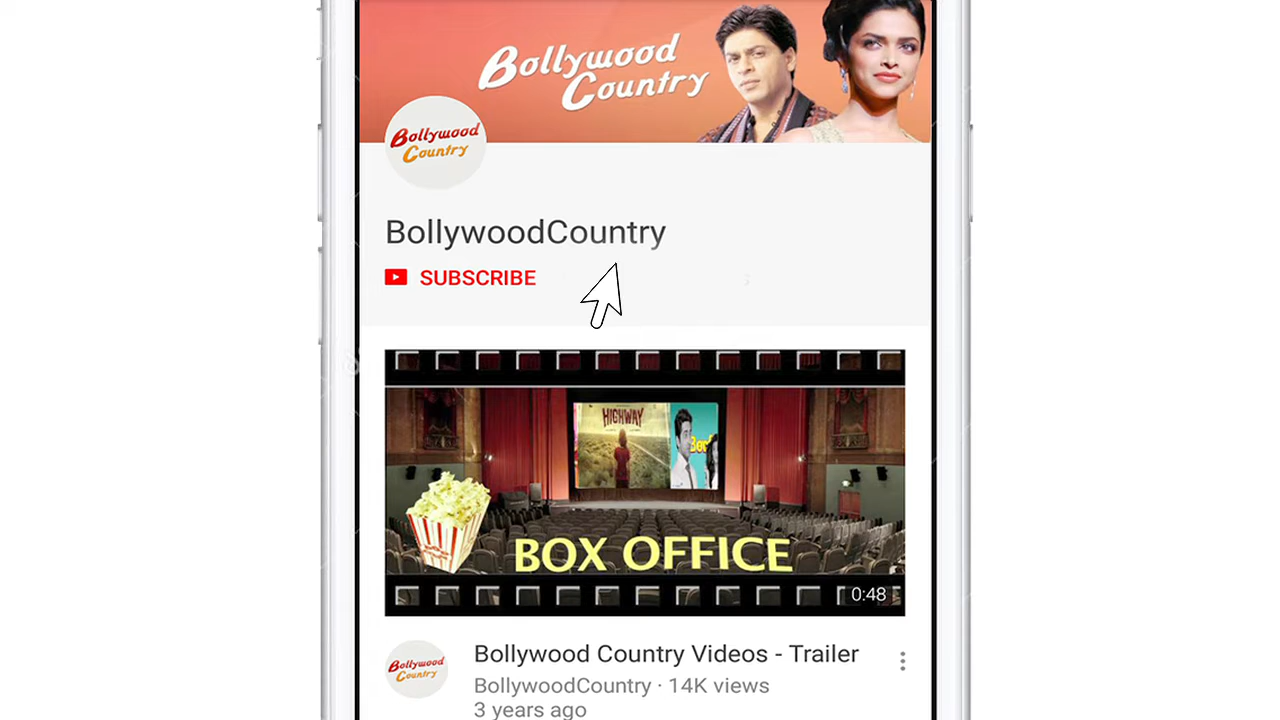 Bollywood
Country
Bollywood
Country
BollywoodCountry
SUBSCRIBE
HIGHWAY
BOX OFFICE
0:48
Bollywood
Country
Bollywood Country Videos - Trailer
BollywoodCountry · 14K views
3 years ago